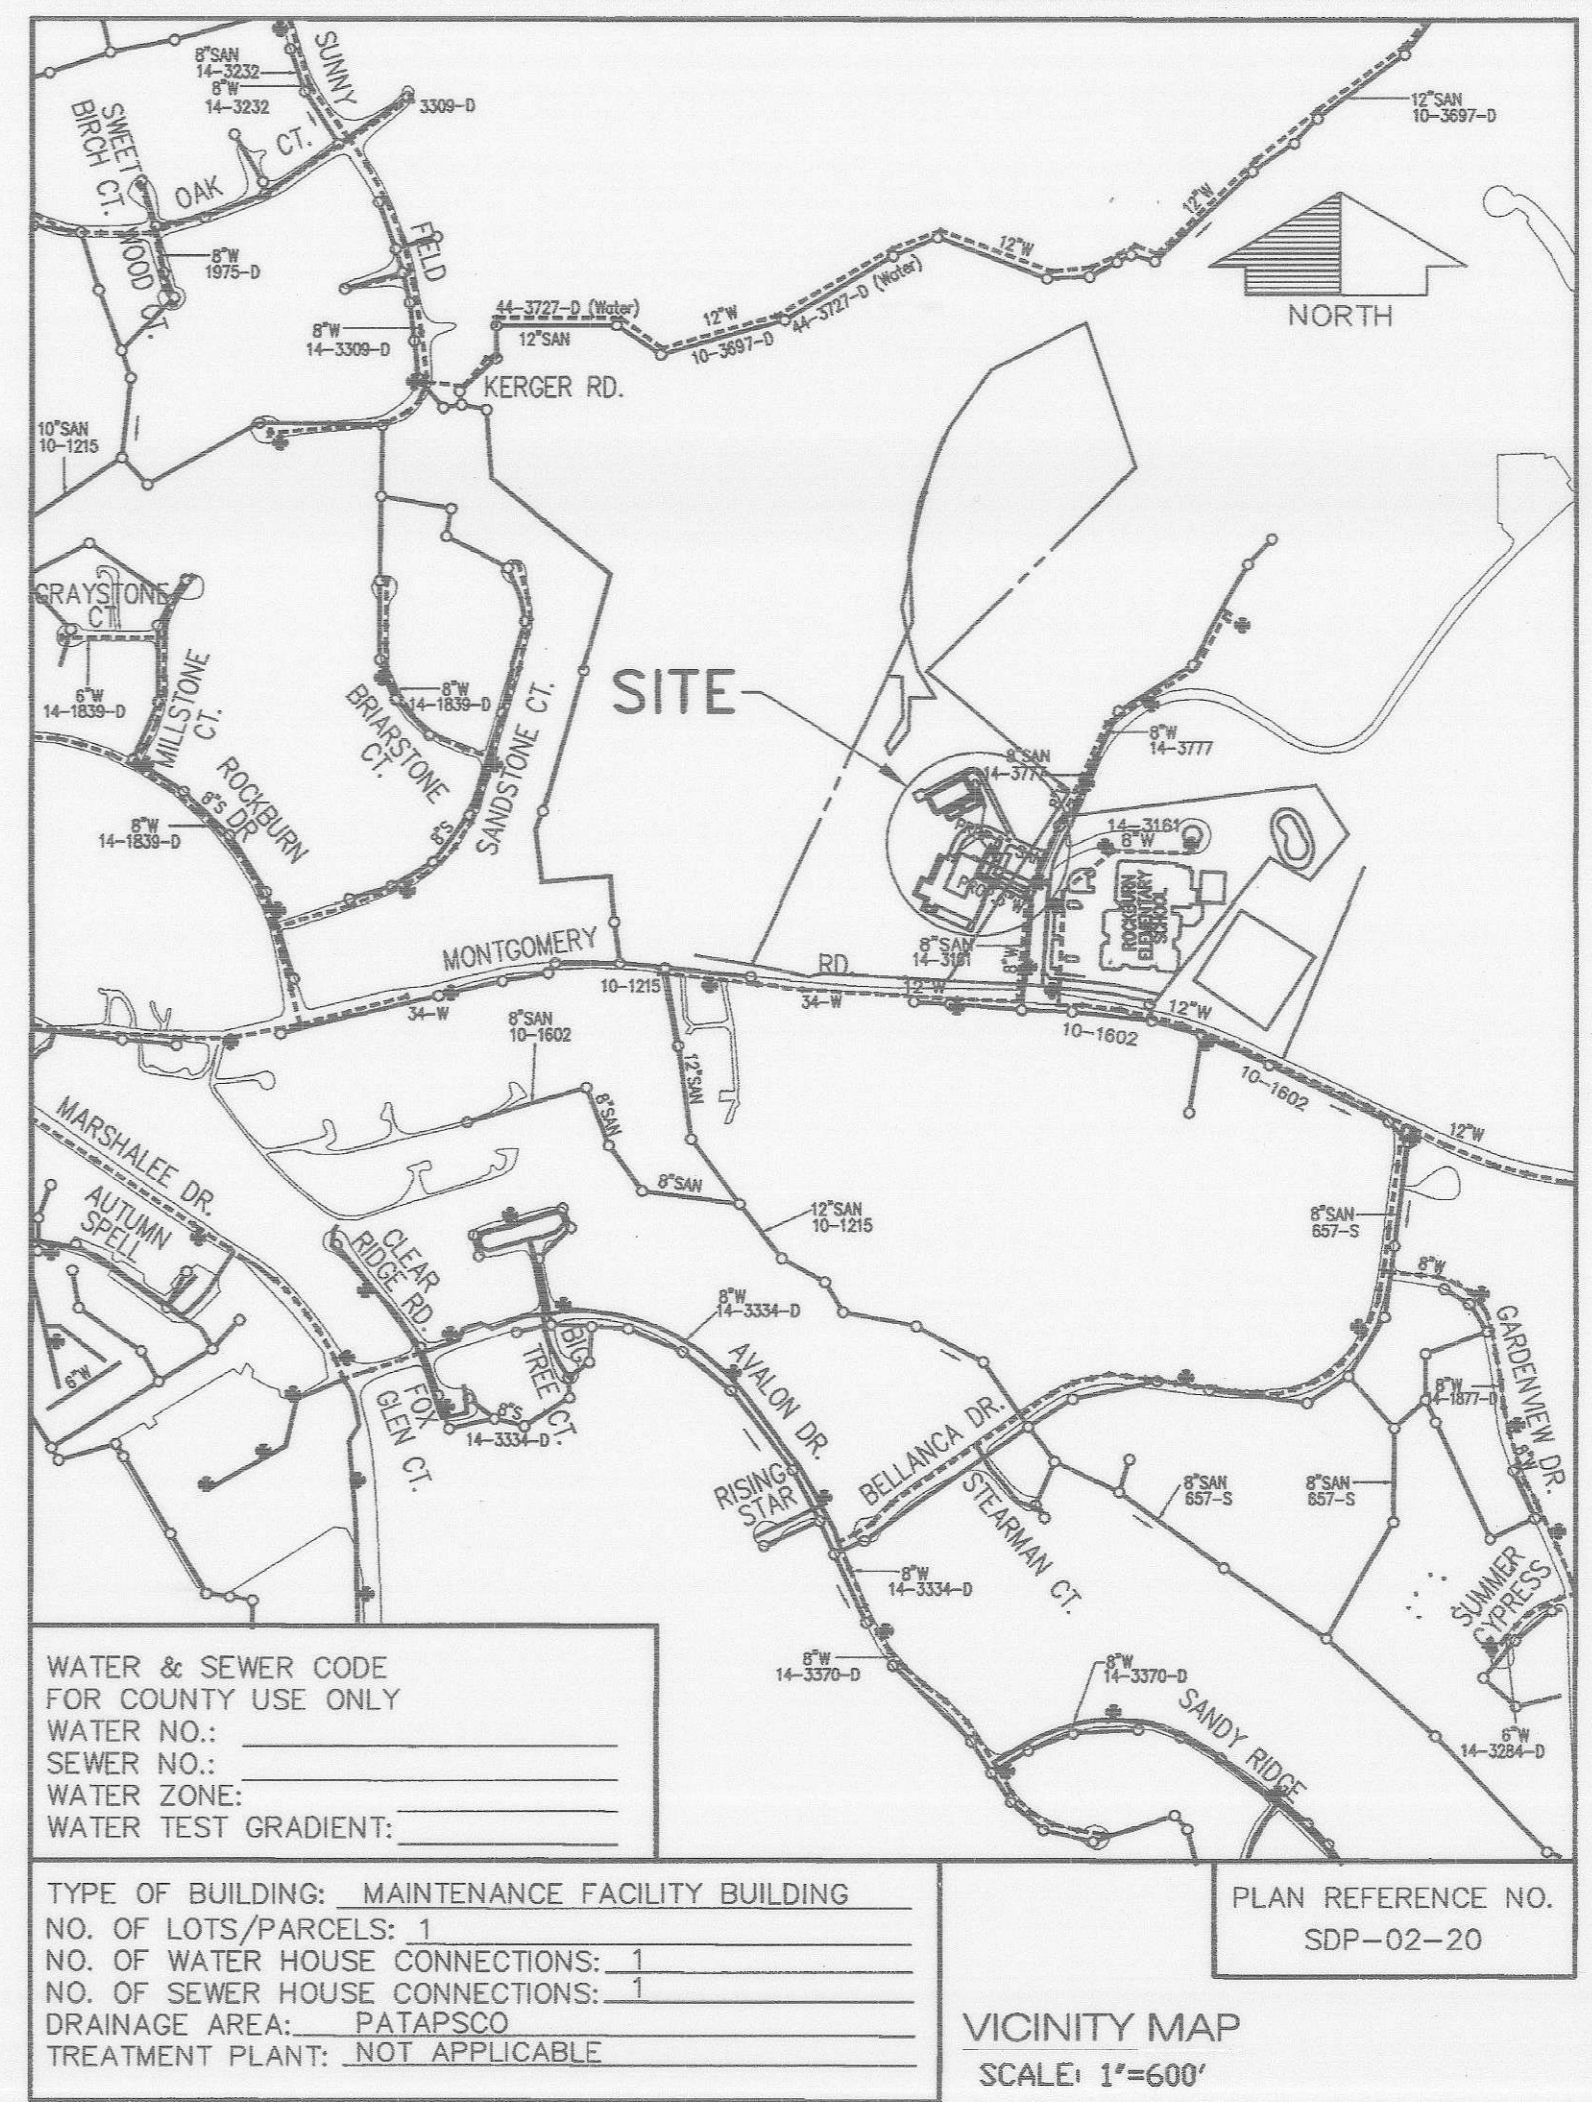 SUNNY
8"SAN
14-3232
8"W
14-3232
3309-D
SWEET
BIRCH CT.
OAK
CT.
WOOD CT.
8"W
1975-D
FIELD
8"W
14-3309-D
12"SAN
10-3697-D
12"W
12"W
NORTH
44-3727-D (Water)
12"SAN
12"W
10-3697-D
44-3727-D (Water)
KERGER RD.
10"SAN
10-1215
GRAYSTONE
CT
6"W
14-1839-D
MILLSTONE
CT.
8"W
14-1839-D
BRIARSTONE
CT.
SANDSTONE CT.
8"S
ROCKBURN
DR
8"S
8"W
14-1839-D
SITE
8"W
14-3777
8"SAN
14-3777
14-3161
8"W
ROCKBURN
ELEMENTARY
SCHOOL
8"SAN
14-3161
8"W
MONTGOMERY
RD.
10-1215
34-W
34-W
12"W
12"W
10-1602
10-1602
12"W
8"SAN
10-1602
12"SAN
8"SAN
8"SAN
12"SAN
10-1215
MARSHALEE DR.
AUTUMN
SPELL
6"W
CLEAR
RIDGE RD.
8"W
14-3334-D
AVALON DR.
BIG
TREE CT.
FOX
GLEN CT.
8"S
14-3334-D
8"SAN
657-S
8"W
GARDENVIEW DR.
8"W
14-1877-D
8"W
BELLANCA DR.
RISING
STAR
STEARMAN CT.
8"SAN
657-S
8"SAN
657-S
8"W
14-3334-D
SUMMER
CYPRESS
8"W
14-3370-D
8"W
14-3370-D
SANDY RIDGE
6"W
14-3284-D
WATER & SEWER CODE
FOR COUNTY USE ONLY
WATER NO.:
SEWER NO.:
WATER ZONE:
WATER TEST GRADIENT:
TYPE OF BUILDING: MAINTENANCE FACILITY BUILDING
NO. OF LOTS/PARCELS: 1
NO. OF WATER HOUSE CONNECTIONS: 1
NO. OF SEWER HOUSE CONNECTIONS: 1
DRAINAGE AREA: PATAPSCO
TREATMENT PLANT: NOT APPLICABLE
PLAN REFERENCE NO.
SDP-02-20
VICINITY MAP
SCALE: 1"=600'